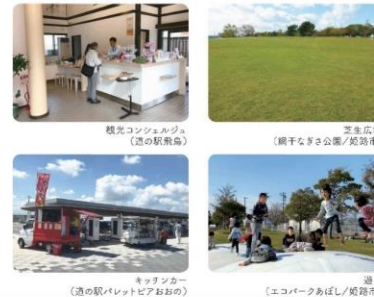 観光コンシェルジュ
（道の駅飛鳥）
芝生広
（網干なぎさ公園／姫路市
キッチンカー
（道の駅パレットピアおおの）
遊
（エコパークあぼし／姫路市